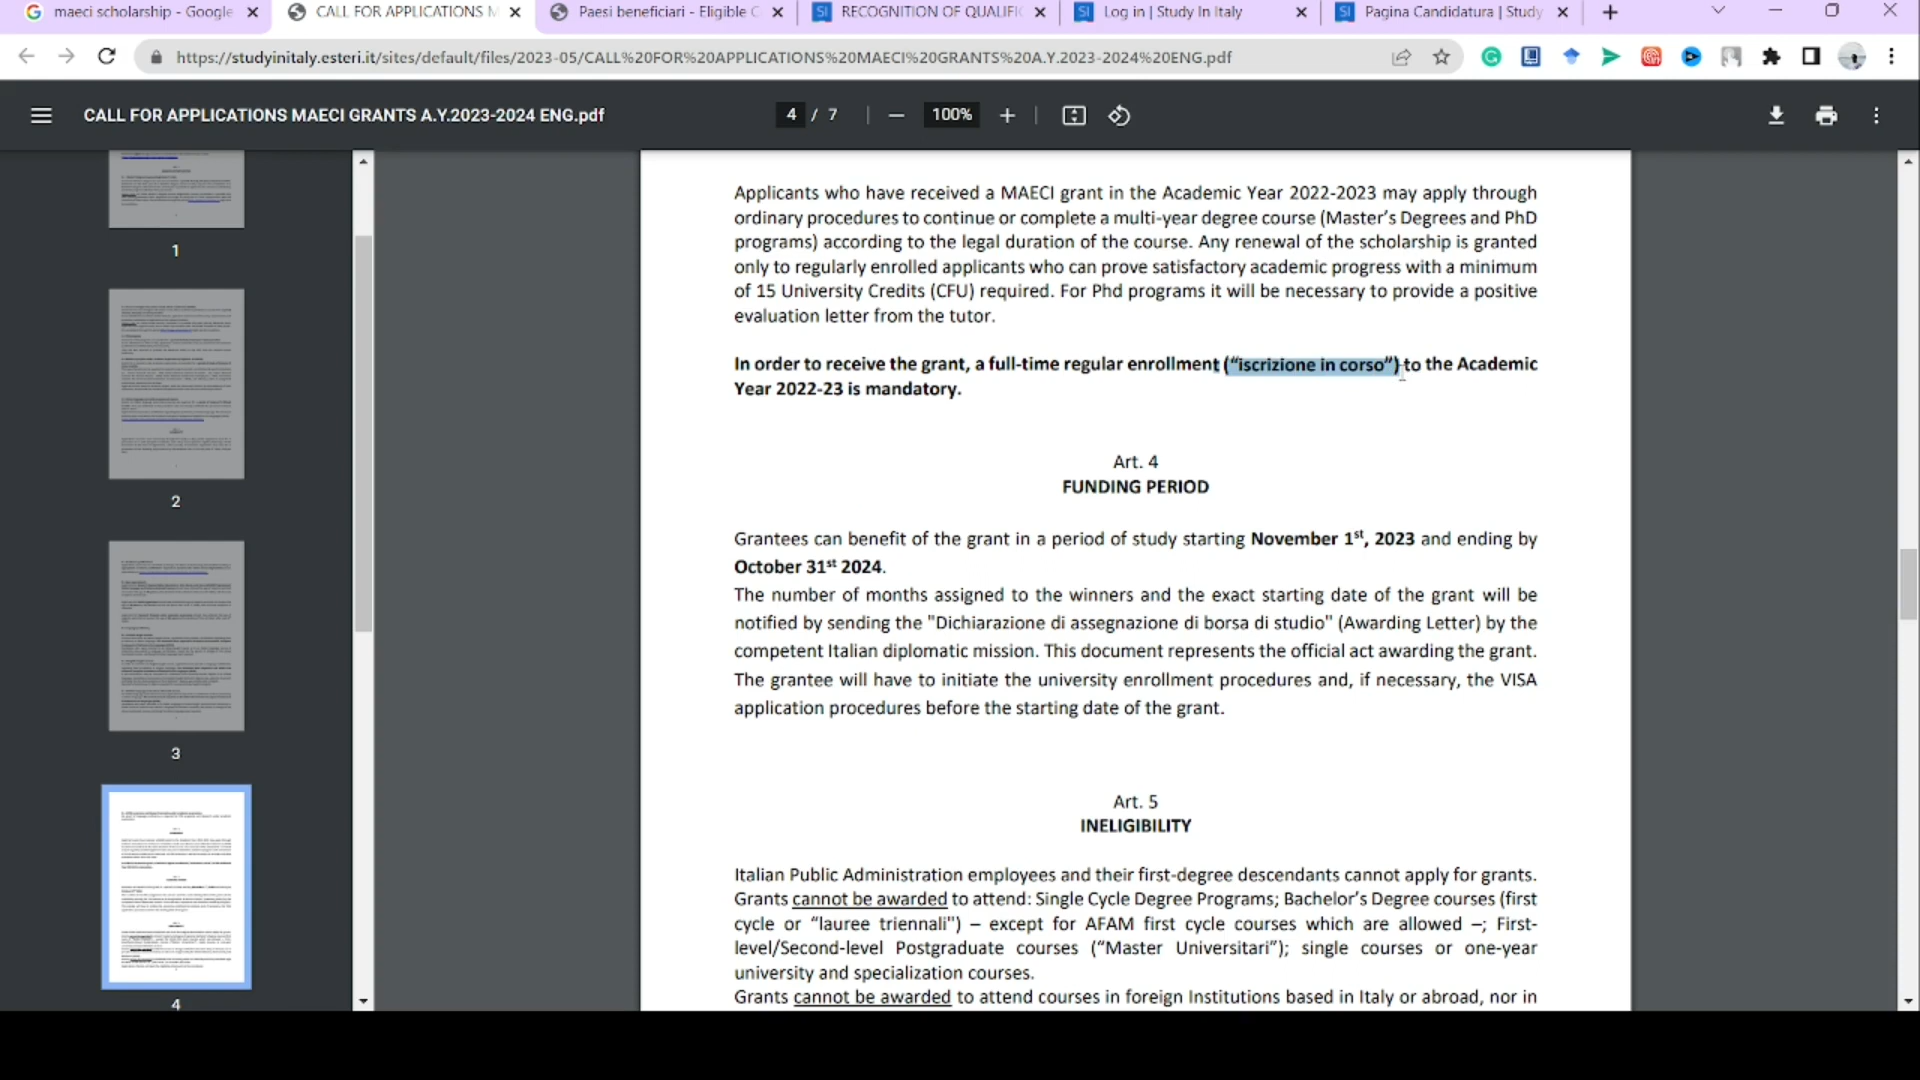 maeci scholarship - Google
CALL FOR APPLICATIONS M
Paesi beneficiari - Eligible C
SI RECOGNITION OF QUALIFIC
SI Log in | Study In Italy
SI Pagina Candidatura | Study
https://studyinitaly.esteri.it/sites/default/files/2023-05/CALL%20FOR%20APPLICATIONS%20MAECI%20GRANTS%20A.Y.2023-2024%20ENG.pdf
CALL FOR APPLICATIONS MAECI GRANTS A.Y.2023-2024 ENG.pdf
4 / 7
100%
1
2
3
4
Applicants who have received a MAECI grant in the Academic Year 2022-2023 may apply through
ordinary procedures to continue or complete a multi-year degree course (Master's Degrees and PhD
programs) according to the legal duration of the course. Any renewal of the scholarship is granted
only to regularly enrolled applicants who can prove satisfactory academic progress with a minimum
of 15 University Credits (CFU) required. For Phd programs it will be necessary to provide a positive
evaluation letter from the tutor.
In order to receive the grant, a full-time regular enrollment (“iscrizione in corso”) to the Academic
Year 2022-23 is mandatory.
Art. 4
FUNDING PERIOD
Grantees can benefit of the grant in a period of study starting November 1st, 2023 and ending by
October 31st 2024.
The number of months assigned to the winners and the exact starting date of the grant will be
notified by sending the "Dichiarazione di assegnazione di borsa di studio" (Awarding Letter) by the
competent Italian diplomatic mission. This document represents the official act awarding the grant.
The grantee will have to initiate the university enrollment procedures and, if necessary, the VISA
application procedures before the starting date of the grant.
Art. 5
INELIGIBILITY
Italian Public Administration employees and their first-degree descendants cannot apply for grants.
Grants cannot be awarded to attend: Single Cycle Degree Programs; Bachelor's Degree courses (first
cycle or “lauree triennali") – except for AFAM first cycle courses which are allowed –; First-
level/Second-level Postgraduate courses (“Master Universitari”); single courses or one-year
university and specialization courses.
Grants cannot be awarded to attend courses in foreign Institutions based in Italy or abroad, nor in